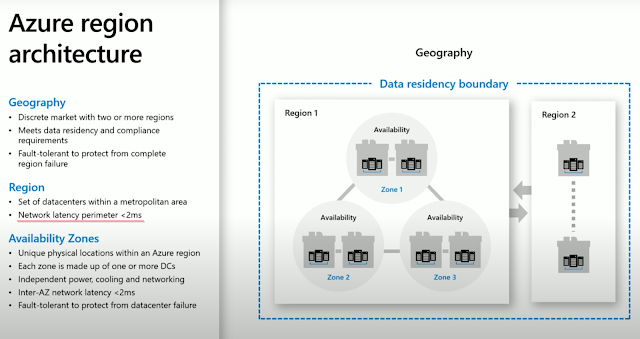 Azure region
architecture
Geography
• Discrete market with two or more regions
• Meets data residency and compliance
requirements
• Fault-tolerant to protect from complete
region failure
Region
• Set of datacenters within a metropolitan area
• Network latency perimeter <2ms
Availability Zones
• Unique physical locations within an Azure region
• Each zone is made up of one or more DCs
• Independent power, cooling and networking
• Inter-AZ network latency <2ms
• Fault-tolerant to protect from datacenter failure
Geography
Data residency boundary
Region 1
Availability
Zone 1
Availability
Zone 2
Availability
Zone 3
Region 2